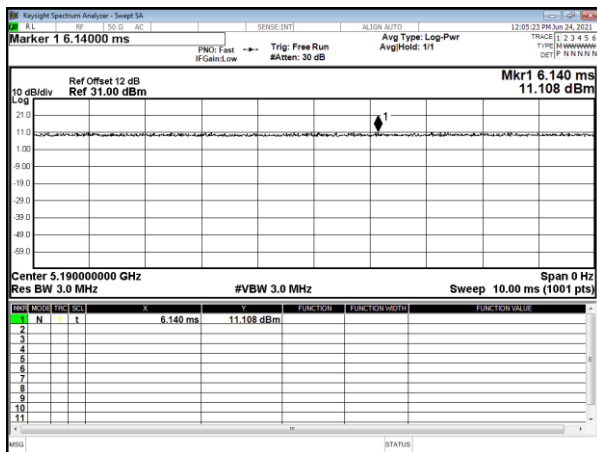 Keysight Spectrum Analyzer - Swept SA
RL RF 50 Ω AC SENSE:INT ALIGN AUTO 12:05:23 PM Jun 24, 2021
Marker 1 6.14000 ms
PNO: Fast
IFGain:Low
Trig: Free Run
#Atten: 30 dB
Avg Type: Log-Pwr
Avg|Hold: 1/1
TRACE 1 2 3 4 5 6
TYPE M W W W W W
DET P N N N N N
Mkr1 6.140 ms
11.108 dBm
Ref Offset 12 dB
10 dB/div Ref 31.00 dBm
Log
21.0
11.0
1.00
-9.00
-19.0
-29.0
-39.0
-49.0
-59.0
1
Center 5.190000000 GHz Span 0 Hz
Res BW 3.0 MHz #VBW 3.0 MHz Sweep 10.00 ms (1001 pts)
MKR MODE TRC SCL X Y FUNCTION FUNCTION WIDTH FUNCTION VALUE
1 N 1 t 6.140 ms 11.108 dBm
2
3
4
5
6
7
8
9
10
11
MSG STATUS